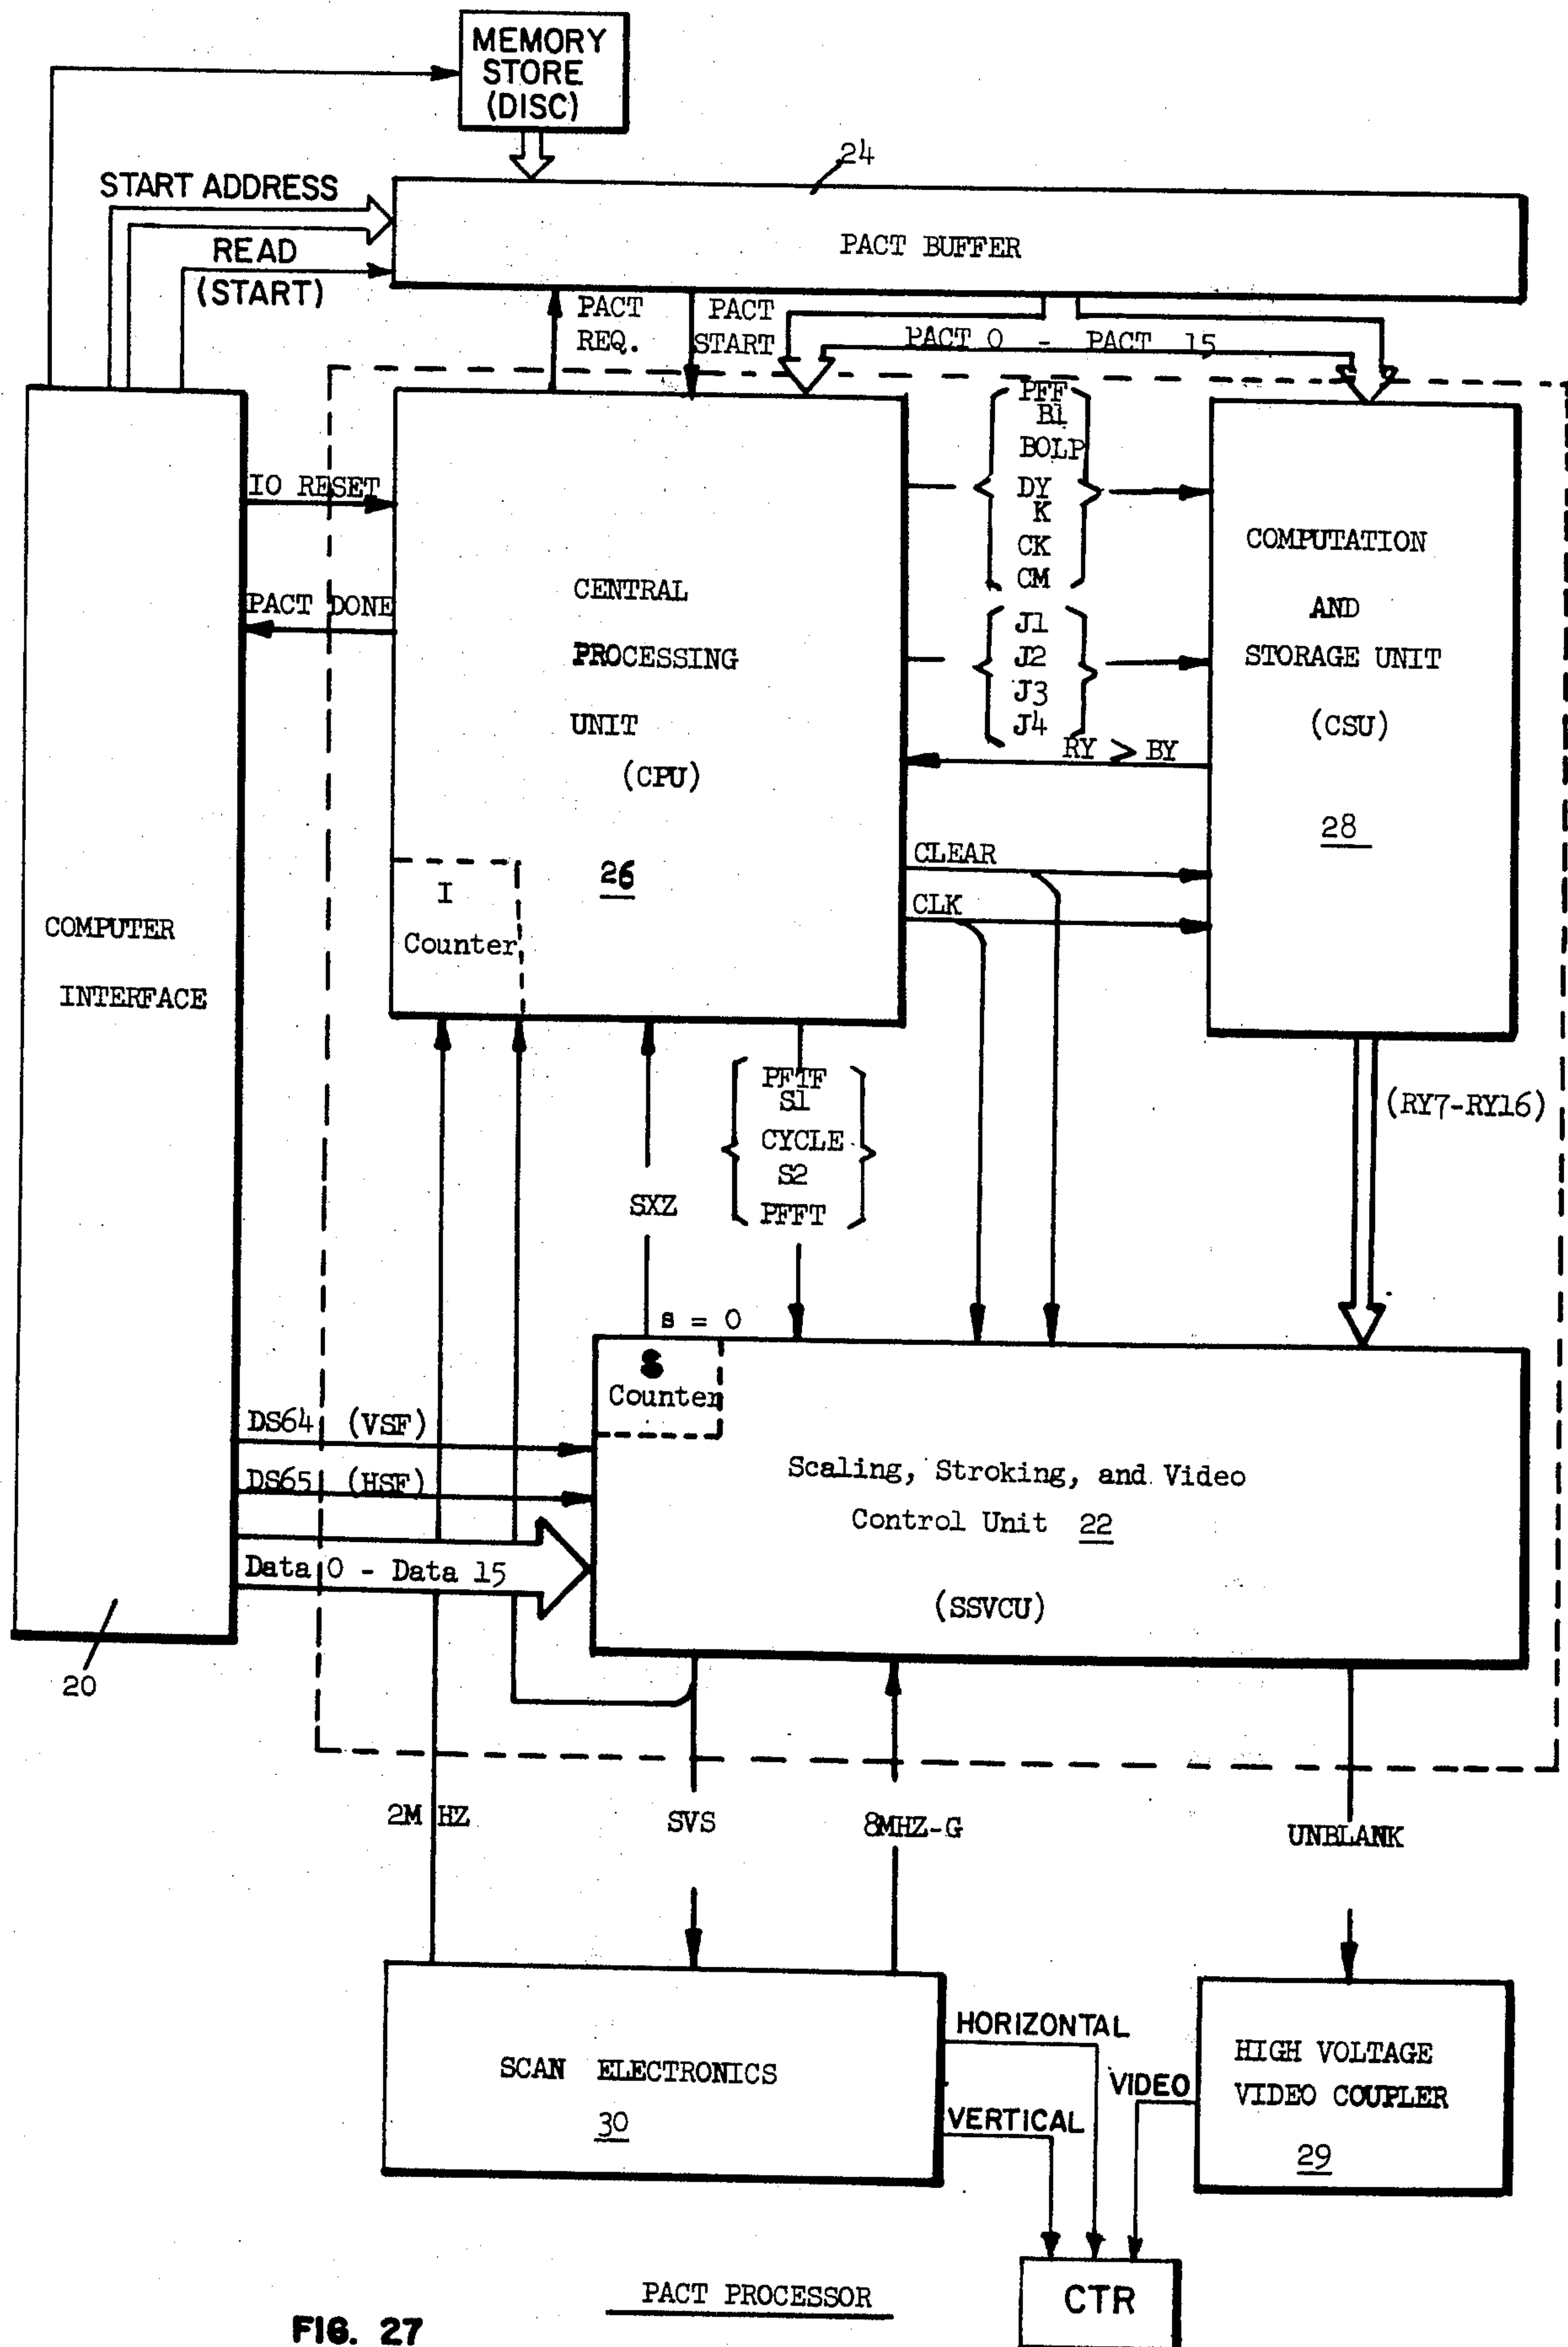 MEMORY
STORE
(DISC)
24
START ADDRESS
READ
(START)
PACT BUFFER
PACT
REQ.
PACT
START
PACT 0 - PACT 15
PFF
B1
BOLP
DY
K
CK
CM
J1
J2
J3
J4
RY > BY
IO RESET
PACT DONE
CENTRAL
PROCESSING
UNIT
(CPU)
26
I
Counter
COMPUTATION
AND
STORAGE UNIT
(CSU)
28
CLEAR
CLK
COMPUTER
INTERFACE
PFTF
S1
CYCLE
S2
PFFT
SXZ
(RY7-RY16)
s = 0
S
Counter
DS64 (VSF)
DS65 (HSF)
Data 0 - Data 15
Scaling, Stroking, and Video
Control Unit 22
(SSVCU)
20
2M HZ
SVS
8MHZ-G
UNBLANK
SCAN ELECTRONICS
30
HORIZONTAL
VERTICAL
VIDEO
HIGH VOLTAGE
VIDEO COUPLER
29
CTR
PACT PROCESSOR
FIG. 27